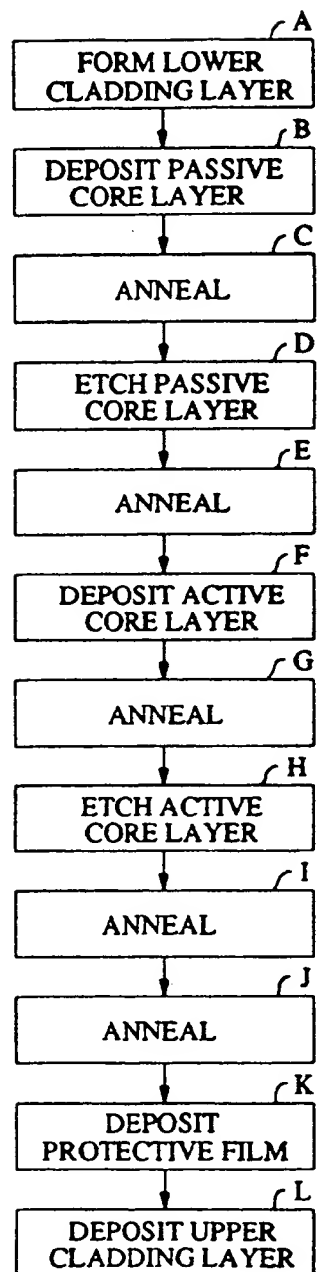 A
FORM LOWER
CLADDING LAYER
B
DEPOSIT PASSIVE
CORE LAYER
C
ANNEAL
D
ETCH PASSIVE
CORE LAYER
E
ANNEAL
F
DEPOSIT ACTIVE
CORE LAYER
G
ANNEAL
H
ETCH ACTIVE
CORE LAYER
I
ANNEAL
J
ANNEAL
K
DEPOSIT
PROTECTIVE FILM
L
DEPOSIT UPPER
CLADDING LAYER